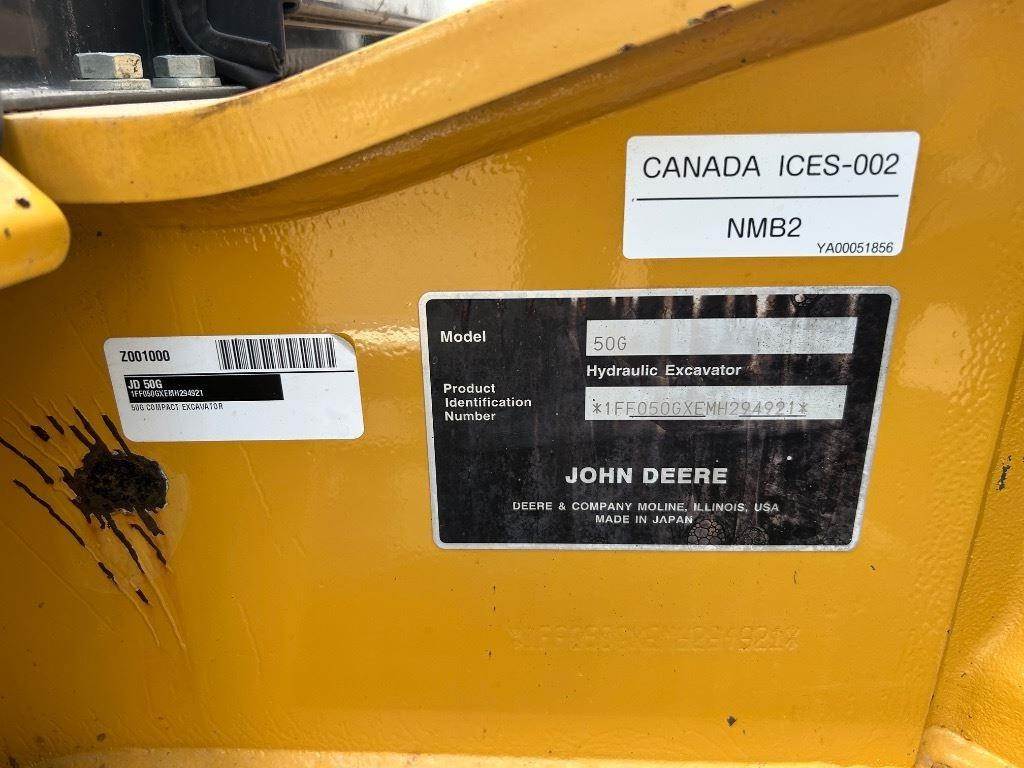 CANADA ICES-002
NMB2
YA00051856
Z001000
JD 50G
1FF050GXEMH294921
50G COMPACT EXCAVATOR
Model
50G
Hydraulic Excavator
Product
Identification
Number
*1FF050GXEMH294921*
JOHN DEERE
DEERE & COMPANY MOLINE, ILLINOIS, USA
MADE IN JAPAN